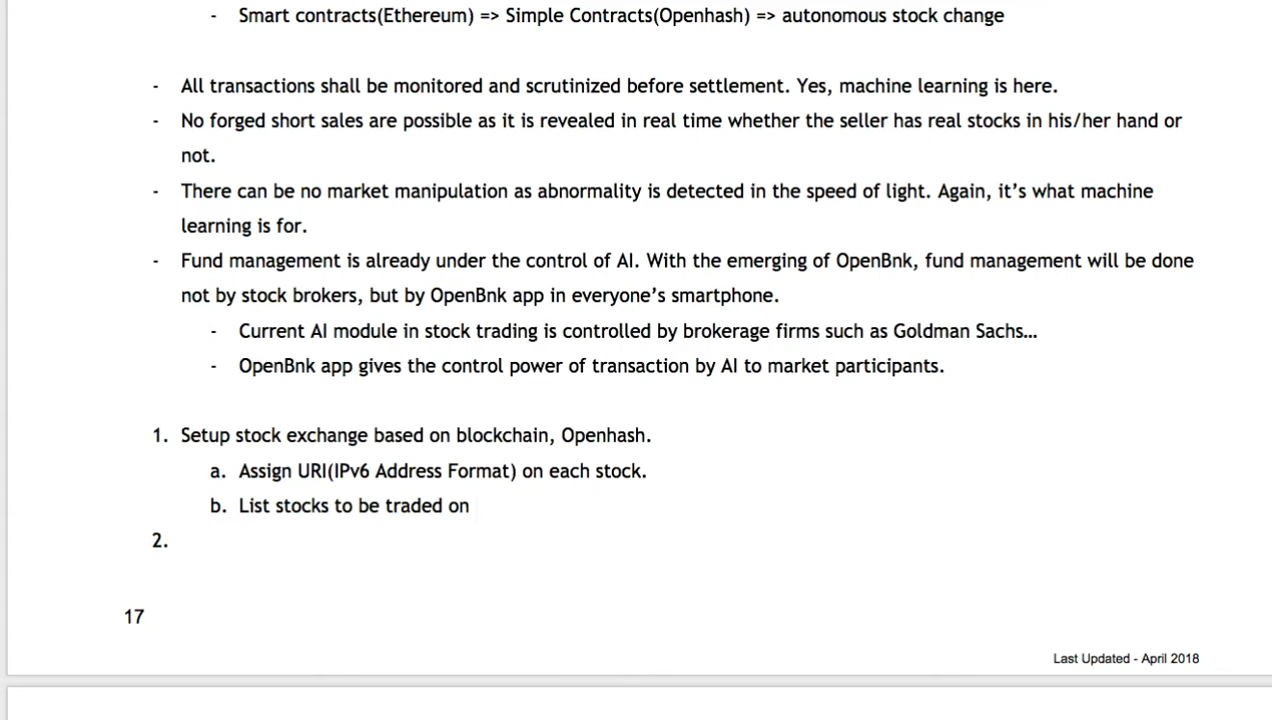 - Smart contracts(Ethereum) => Simple Contracts(Openhash) => autonomous stock change
- All transactions shall be monitored and scrutinized before settlement. Yes, machine learning is here.
- No forged short sales are possible as it is revealed in real time whether the seller has real stocks in his/her hand or
not.
- There can be no market manipulation as abnormality is detected in the speed of light. Again, it's what machine
learning is for.
- Fund management is already under the control of AI. With the emerging of OpenBnk, fund management will be done
not by stock brokers, but by OpenBnk app in everyone's smartphone.
- Current AI module in stock trading is controlled by brokerage firms such as Goldman Sachs...
- OpenBnk app gives the control power of transaction by AI to market participants.
1. Setup stock exchange based on blockchain, Openhash.
a. Assign URI(IPv6 Address Format) on each stock.
b. List stocks to be traded on
2.
17
Last Updated - April 2018